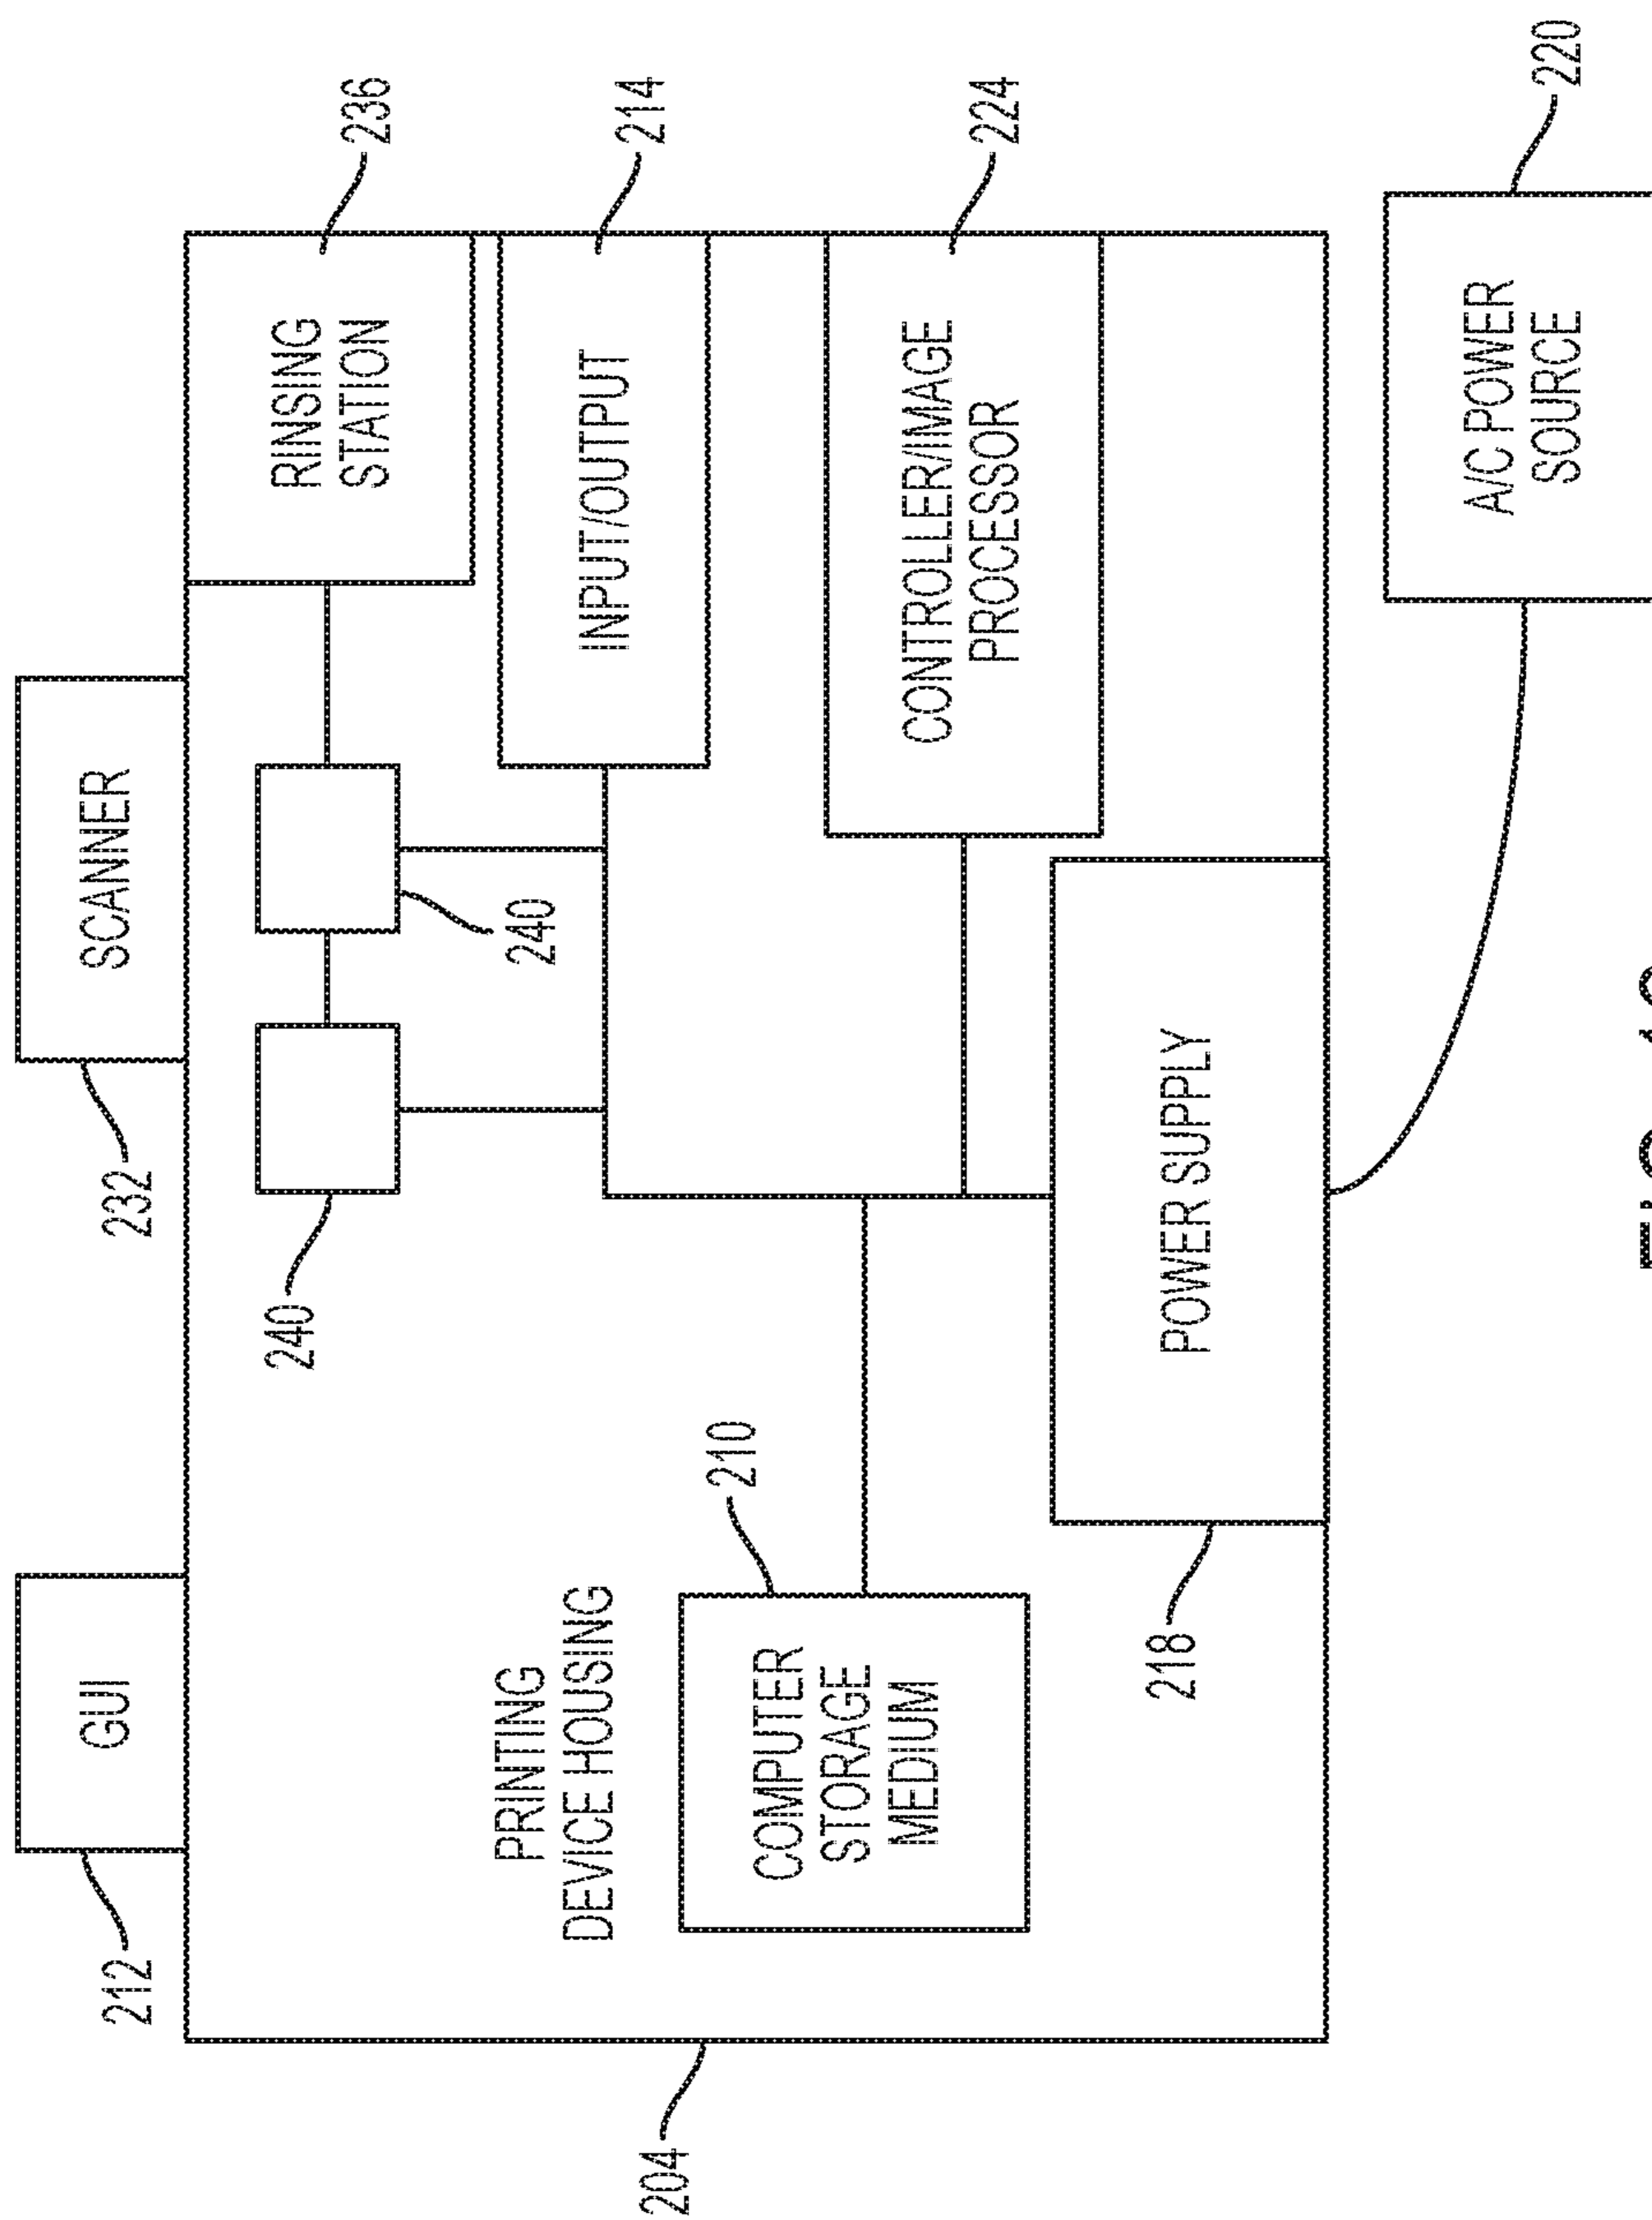 GUI
SCANNER
212
232
RINSING
STATION
236
240
240
PRINTING
DEVICE HOUSING
INPUT/OUTPUT
214
204
210
COMPUTER
STORAGE
MEDIUM
CONTROLLER/IMAGE
PROCESSOR
224
218
POWER SUPPLY
A/C POWER
SOURCE
220